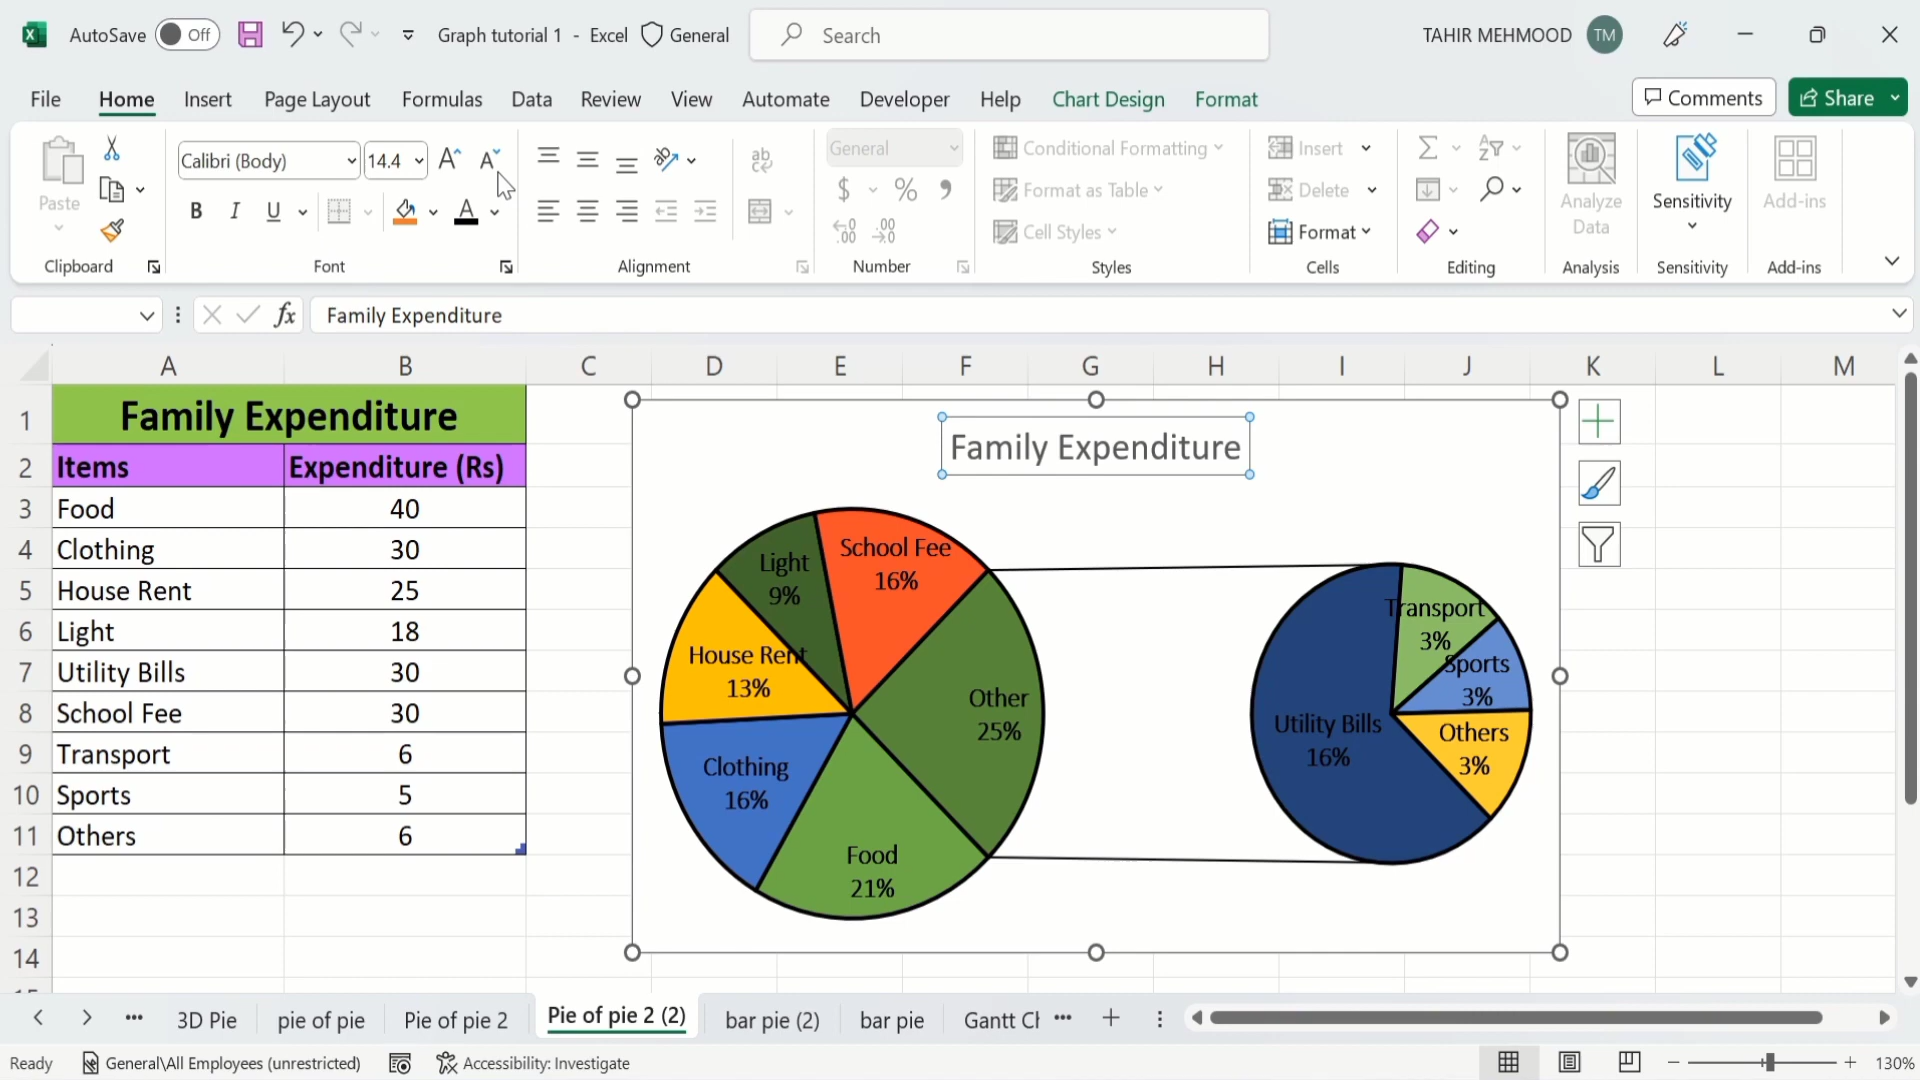 AutoSave Off Graph tutorial 1 - Excel General Search TAHIR MEHMOOD TM
File Home Insert Page Layout Formulas Data Review View Automate Developer Help Chart Design Format Comments Share
Paste
Clipboard
Calibri (Body) 14.4
B I U
Font
Alignment
General
$ % 9
Number
Conditional Formatting
Format as Table
Cell Styles
Styles
Insert
Delete
Format
Cells
Editing
Analyze
Data
Analysis
Sensitivity
Sensitivity
Add-ins
Add-ins
fx Family Expenditure
A B C D E F G H I J K L M
1 Family Expenditure
2 Items Expenditure (Rs)
3 Food 40
4 Clothing 30
5 House Rent 25
6 Light 18
7 Utility Bills 30
8 School Fee 30
9 Transport 6
10 Sports 5
11 Others 6
12
13
14
Family Expenditure
School Fee
16%
Light
9%
House Rent
13%
Other
25%
Clothing
16%
Food
21%
Transport
3%
Sports
3%
Utility Bills
16%
Others
3%
3D Pie pie of pie Pie of pie 2 Pie of pie 2 (2) bar pie (2) bar pie Gantt Cl
Ready General\All Employees (unrestricted) Accessibility: Investigate 130%